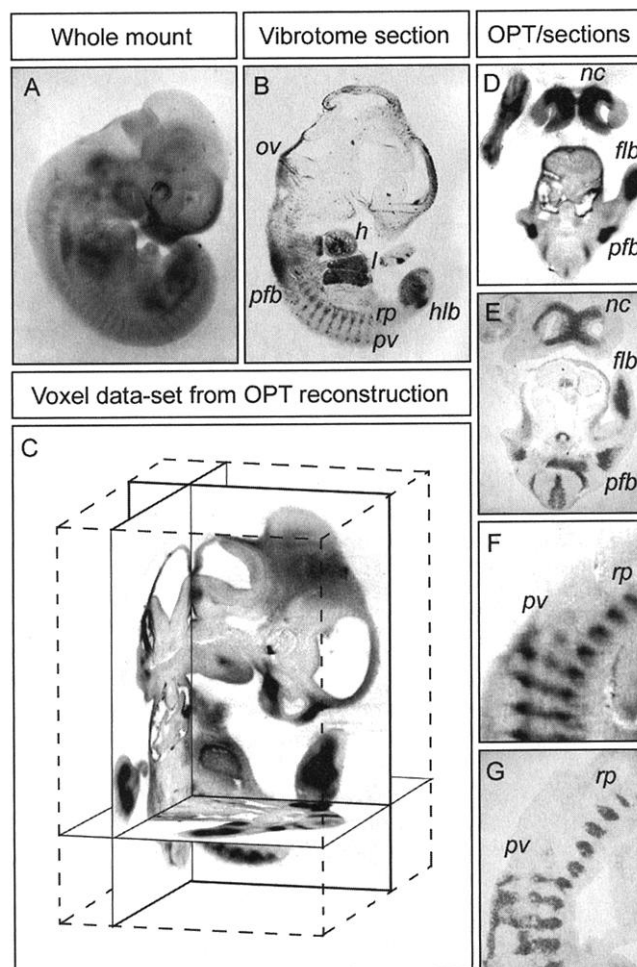 Whole mount
Vibrotome section
OPT/sections
A
B
ov
h
l
pfb
rp
hlb
pv
D
nc
flb
pfb
E
nc
flb
pfb
Voxel data-set from OPT reconstruction
C
F
rp
pv
G
rp
pv